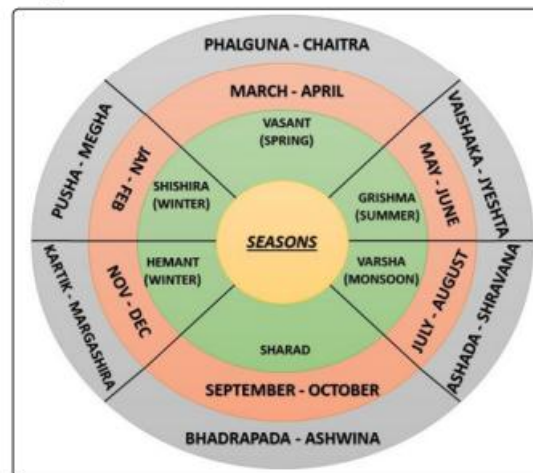 PHALGUNA - CHAITRA
MARCH - APRIL
VASANT
(SPRING)
VAISHAKA - JYESHTA
MAY - JUNE
GRISHMA
(SUMMER)
ASHADA - SHRAVANA
JULY - AUGUST
VARSHA
(MONSOON)
BHADRAPADA - ASHWINA
SEPTEMBER - OCTOBER
SHARAD
KARTIK - MARGASHIRA
NOV - DEC
HEMANT
(WINTER)
PUSHA - MEGHA
JAN - FEB
SHISHIRA
(WINTER)
SEASONS